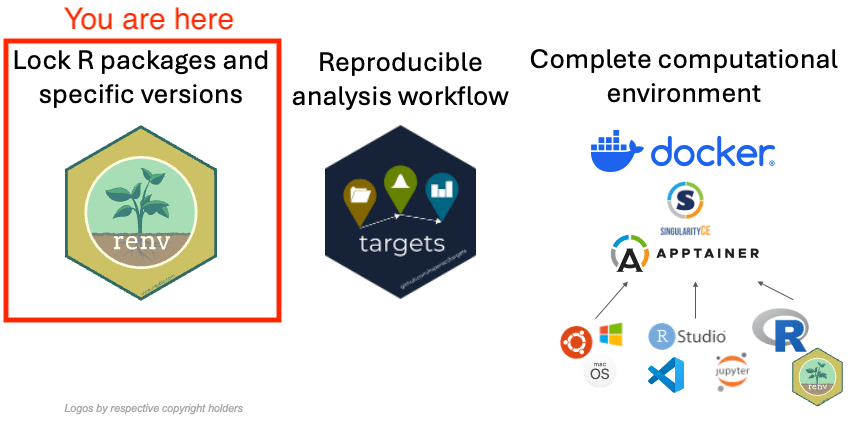 You are here
Lock R packages and
specific versions
renv
Reproducible
analysis workflow
targets
Complete computational
environment
docker
S
SINGULARITYCE
APPTAINER
R Studio
R
mac
OS
jupyter
renv
Logos by respective copyright holders